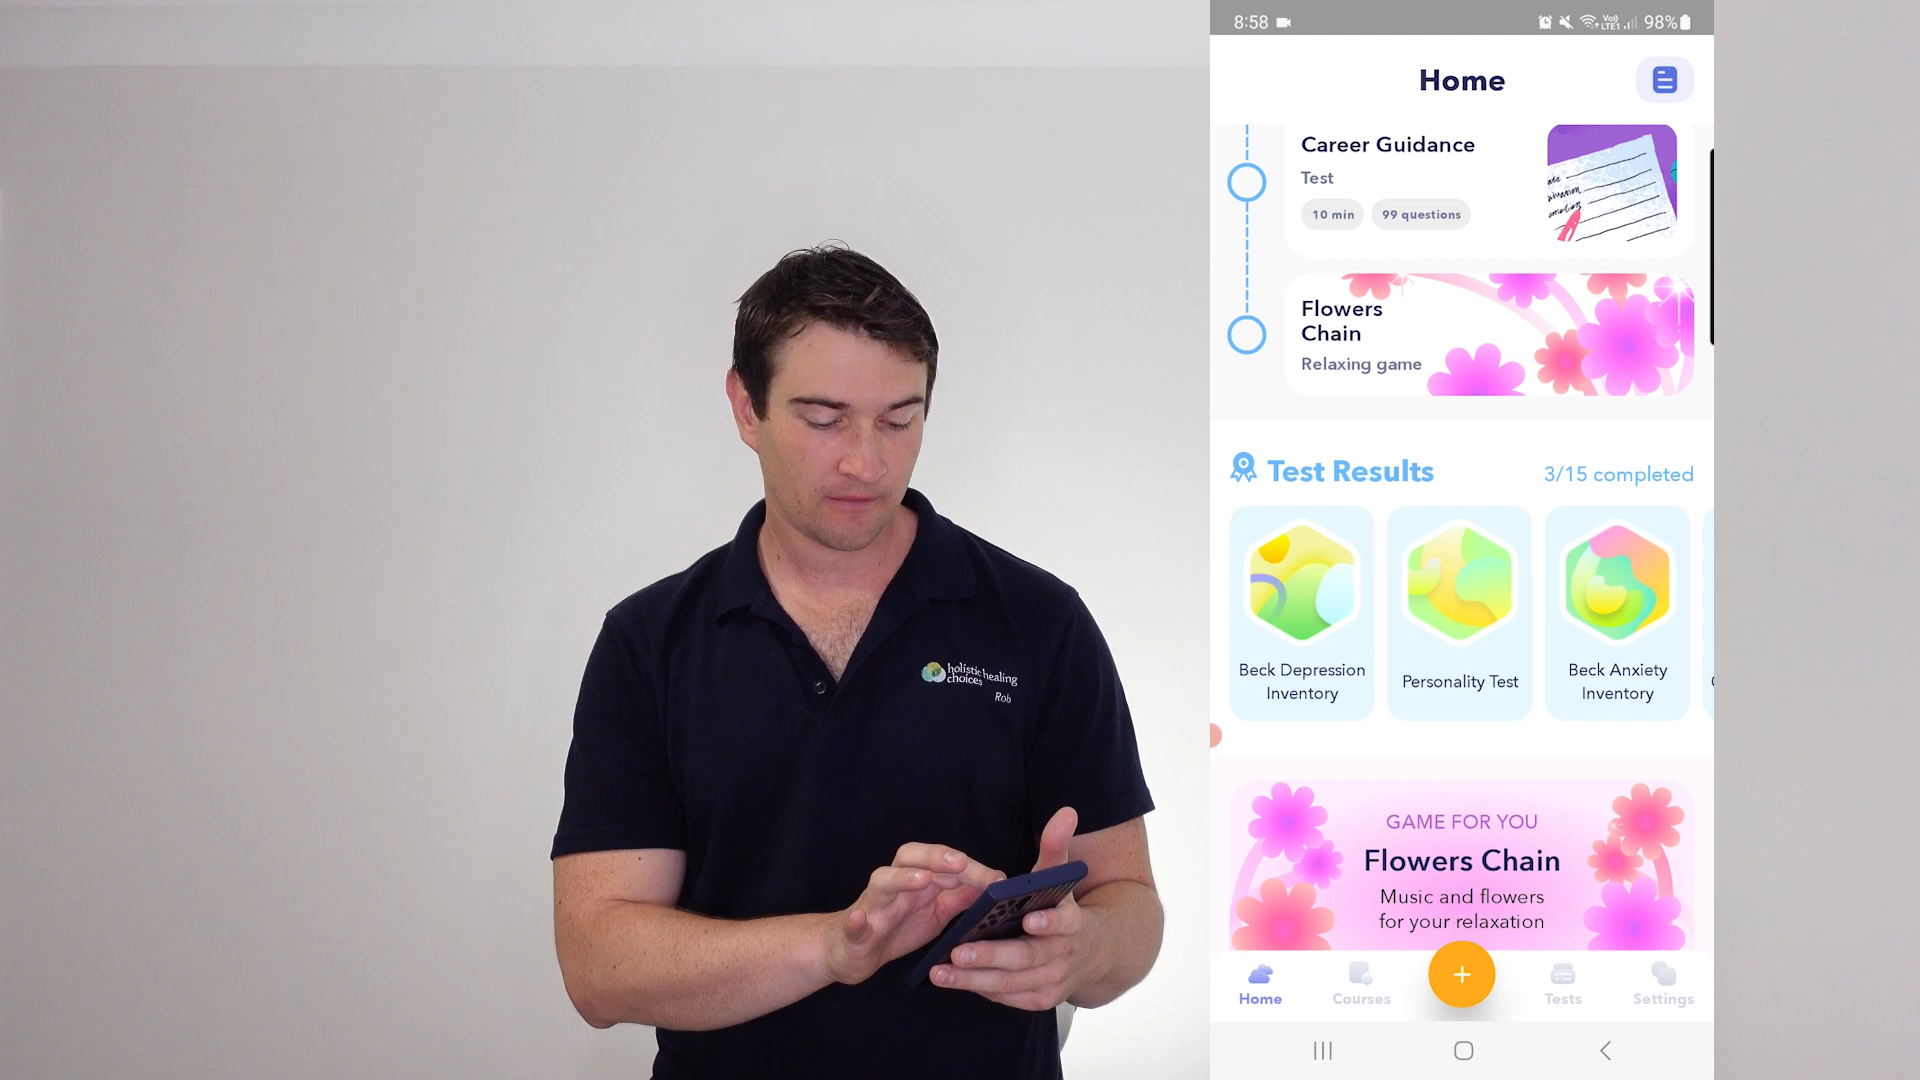 8:58
Vo))
LTE1
98%
Home
Career Guidance
Test
10 min
99 questions
Flowers
Chain
Relaxing game
Test Results
3/15 completed
Beck Depression
Inventory
Personality Test
Beck Anxiety
Inventory
GAME FOR YOU
Flowers Chain
Music and flowers
for your relaxation
+
Home
Courses
Tests
Settings
holistic healing
choices
Rob